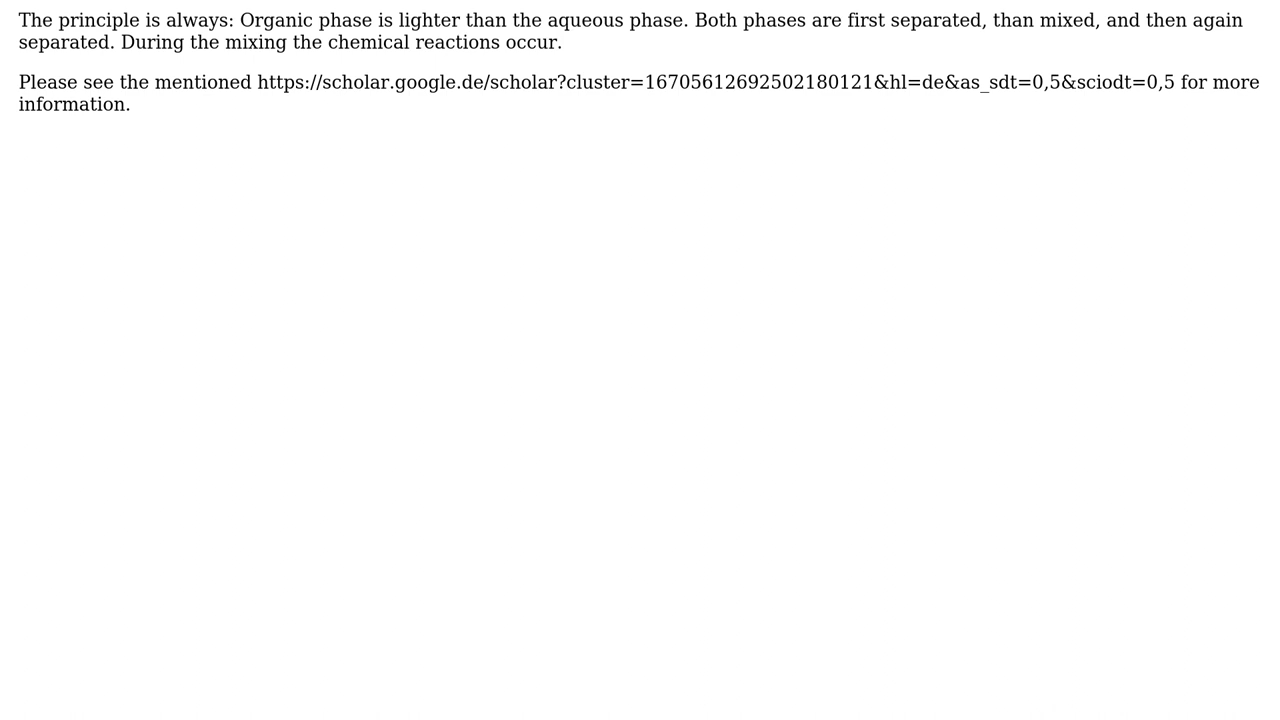 The principle is always: Organic phase is lighter than the aqueous phase. Both phases are first separated, than mixed, and then again
separated. During the mixing the chemical reactions occur.
Please see the mentioned https://scholar.google.de/scholar?cluster=16705612692502180121&hl=de&as_sdt=0,5&sciodt=0,5 for more
information.